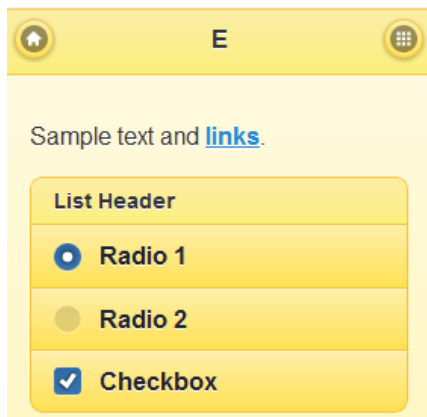 E
Sample text and links.
List Header
Radio 1
Radio 2
Checkbox